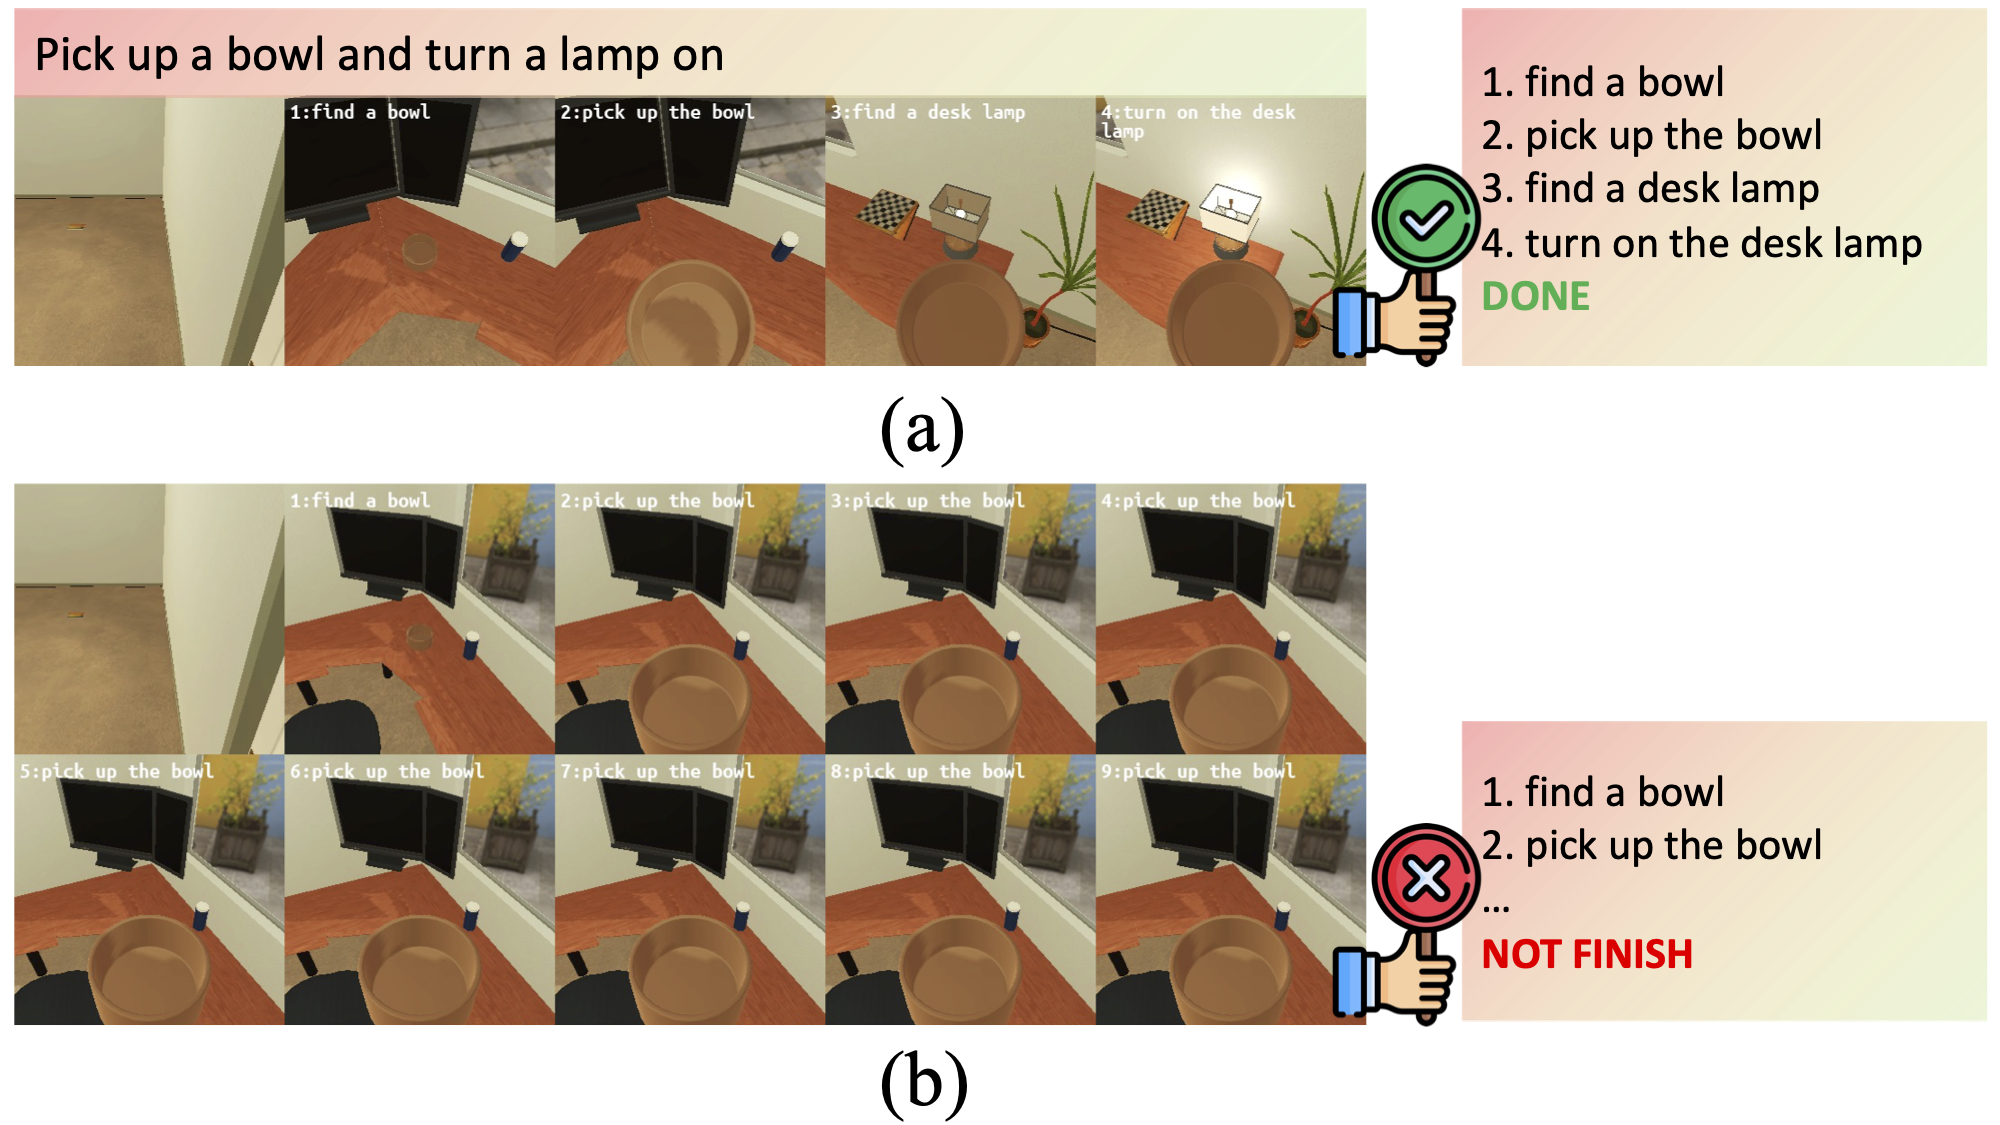 Pick up a bowl and turn a lamp on
1:find a bowl
2:pick up the bowl
3:find a desk lamp
4:turn on the desk
lamp
1. find a bowl
2. pick up the bowl
3. find a desk lamp
4. turn on the desk lamp
DONE
(a)
1:find a bowl
2:pick up the bowl
3:pick up the bowl
4:pick up the bowl
5:pick up the bowl
6:pick up the bowl
7:pick up the bowl
8:pick up the bowl
9:pick up the bowl
1. find a bowl
2. pick up the bowl
...
NOT FINISH
(b)